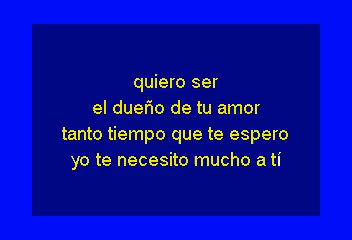 quiero ser
el dueño de tu amor
tanto tiempo que te espero
yo te necesito mucho a tí